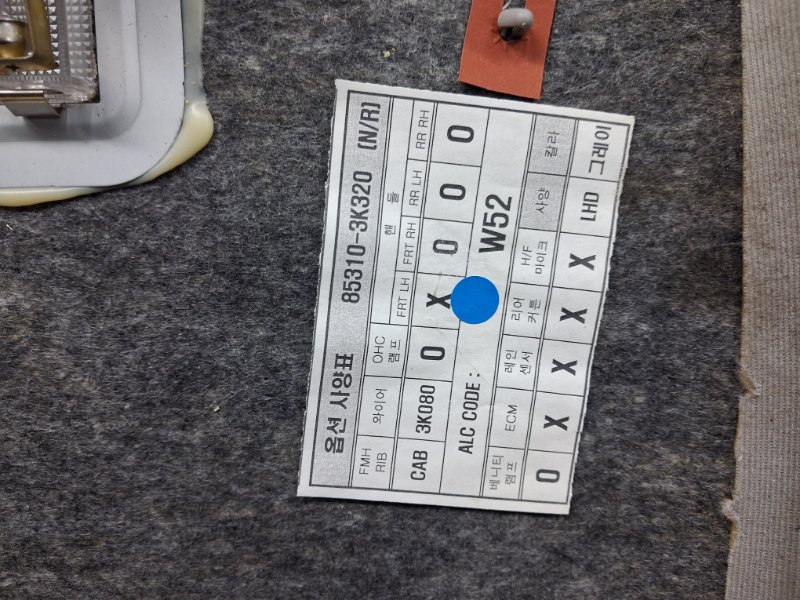 옵션 사양표 85310-3K320 (N/R)
FMH RIB 와이어 OHC 램프 핸들
FRT LH FRT RH RR LH RR RH
CAB 3K080 O X O O O
ALC CODE : W52
베니티 램프 ECM 레인 센서 리어 커튼 H/F 마이크 사양 칼라
O X X X X LHD 그레이